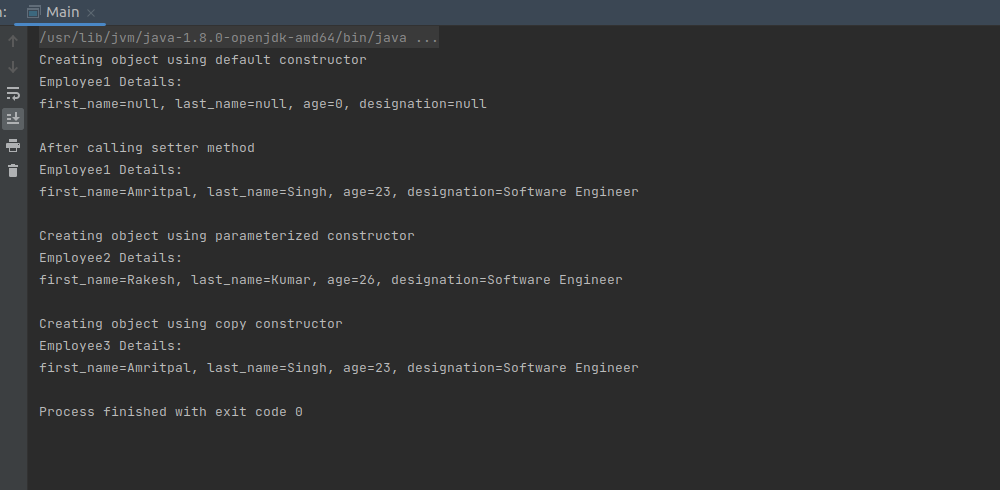 n: Main ×
/usr/lib/jvm/java-1.8.0-openjdk-amd64/bin/java ...
Creating object using default constructor
Employee1 Details:
first_name=null, last_name=null, age=0, designation=null
After calling setter method
Employee1 Details:
first_name=Amritpal, last_name=Singh, age=23, designation=Software Engineer
Creating object using parameterized constructor
Employee2 Details:
first_name=Rakesh, last_name=Kumar, age=26, designation=Software Engineer
Creating object using copy constructor
Employee3 Details:
first_name=Amritpal, last_name=Singh, age=23, designation=Software Engineer
Process finished with exit code 0